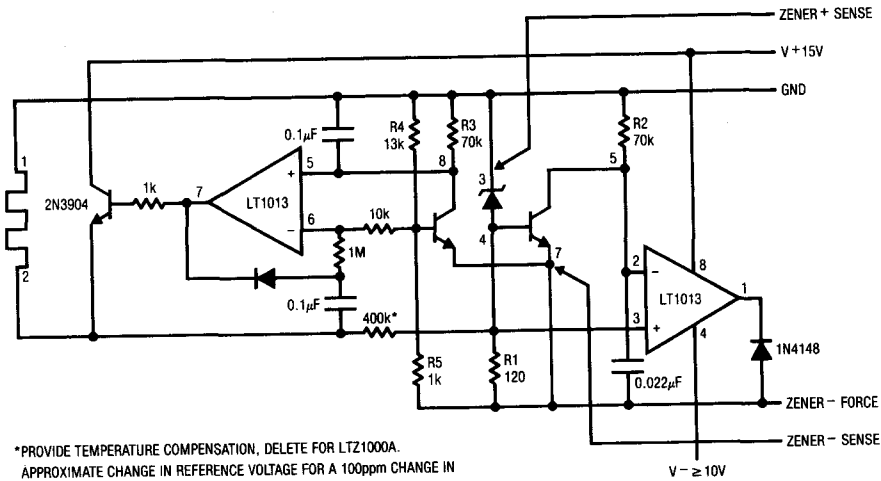 ZENER+ SENSE
V+15V
GND
R4
13k
R3
70k
R2
70k
0.1µF
1
5
8
3
5
2N3904
1k
7
LT1013
+
−
6
10k
4
7
1M
2
8
1
−
LT1013
+
3
4
2
0.1µF
400k*
R5
1k
R1
120
0.022µF
1N4148
ZENER− FORCE
ZENER− SENSE
V− ≥ 10V
*PROVIDE TEMPERATURE COMPENSATION, DELETE FOR LTZ1000A.
APPROXIMATE CHANGE IN REFERENCE VOLTAGE FOR A 100ppm CHANGE IN